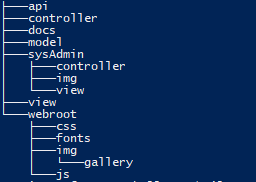 api
controller
docs
model
sysAdmin
controller
img
view
view
webroot
css
fonts
img
gallery
js